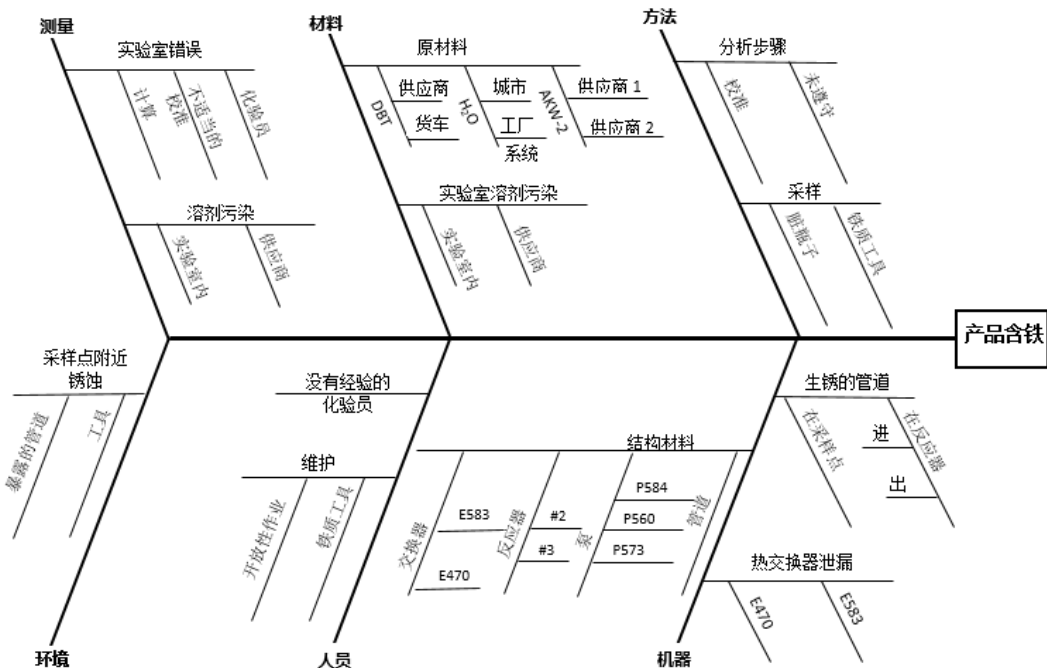 测量
材料
方法
实验室错误
原材料
分析步骤
计算
不适当的
校准
化验员
DBT
供应商
货车
H₂O
城市
工厂
系统
AKW-2
供应商 1
供应商 2
校准
未遵守
溶剂污染
实验室内
供应商
实验室溶剂污染
实验室内
供应商
采样
脏瓶子
铁质工具
产品含铁
采样点附近
锈蚀
暴露的管道
工具
没有经验的
化验员
维护
开放性作业
铁质工具
结构材料
交换器
E583
E470
反应器
#2
#3
泵
P584
P560
P573
管道
生锈的管道
在采样点
在反应器
进
出
热交换器泄漏
E470
E583
环境
人员
机器